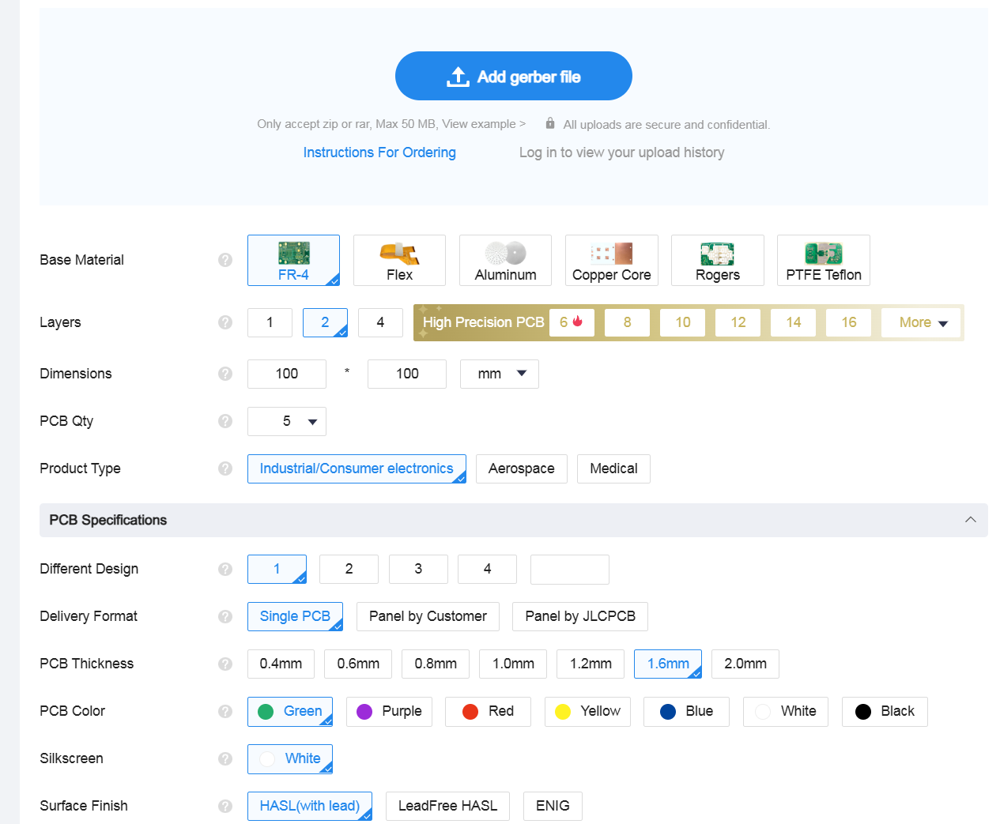 Add gerber file
Only accept zip or rar, Max 50 MB, View example > All uploads are secure and confidential.
Instructions For Ordering Log in to view your upload history
Base Material ? FR-4 Flex Aluminum Copper Core Rogers PTFE Teflon
Layers ? 1 2 4 High Precision PCB 6 8 10 12 14 16 More
Dimensions ? 100 * 100 mm
PCB Qty ? 5
Product Type ? Industrial/Consumer electronics Aerospace Medical
PCB Specifications
Different Design ? 1 2 3 4
Delivery Format ? Single PCB Panel by Customer Panel by JLCPCB
PCB Thickness ? 0.4mm 0.6mm 0.8mm 1.0mm 1.2mm 1.6mm 2.0mm
PCB Color ? Green Purple Red Yellow Blue White Black
Silkscreen ? White
Surface Finish ? HASL(with lead) LeadFree HASL ENIG